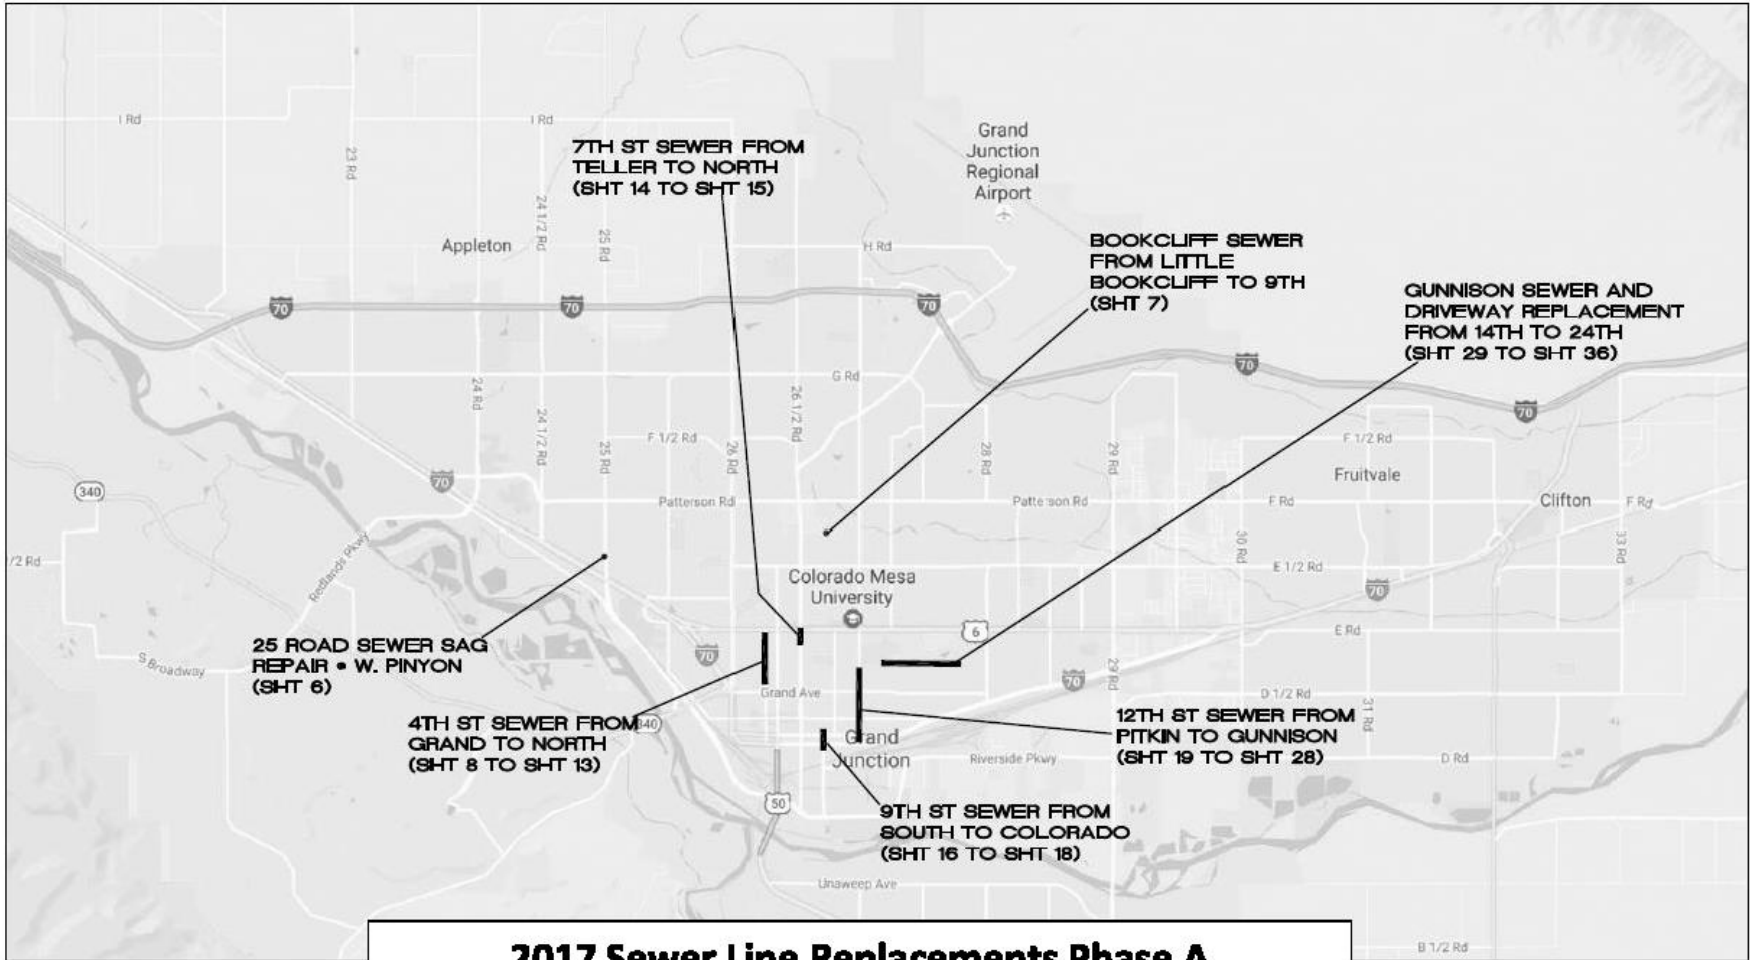 I Rd
I Rd
23 Rd
7TH ST SEWER FROM
TELLER TO NORTH
(SHT 14 TO SHT 15)
Grand
Junction
Regional
Airport
24 1/2 Rd
25 Rd
Appleton
H Rd
BOOKCLIFF SEWER
FROM LITTLE
BOOKCLIFF TO 9TH
(SHT 7)
GUNNISON SEWER AND
DRIVEWAY REPLACEMENT
FROM 14TH TO 24TH
(SHT 29 TO SHT 36)
70
70
70
70
70
G Rd
24 Rd
24 1/2 Rd
25 Rd
F 1/2 Rd
26 Rd
26 1/2 Rd
28 Rd
29 Rd
F 1/2 Rd
Fruitvale
70
340
Patterson Rd
Patterson Rd
F Rd
Clifton
F Rd
30 Rd
33 Rd
/2 Rd
Redlands Pkwy
E 1/2 Rd
Colorado Mesa
University
70
6
E Rd
25 ROAD SEWER SAG
REPAIR • W. PINYON
(SHT 6)
S Broadway
70
29 Rd
70
Grand Ave
D 1/2 Rd
31 Rd
4TH ST SEWER FROM
GRAND TO NORTH
(SHT 8 TO SHT 13)
340
12TH ST SEWER FROM
PITKIN TO GUNNISON
(SHT 19 TO SHT 28)
Grand
Junction
Riverside Pkwy
D Rd
50
9TH ST SEWER FROM
SOUTH TO COLORADO
(SHT 16 TO SHT 18)
Unaweep Ave
2017 Sewer Line Replacements Phase A
B 1/2 Rd